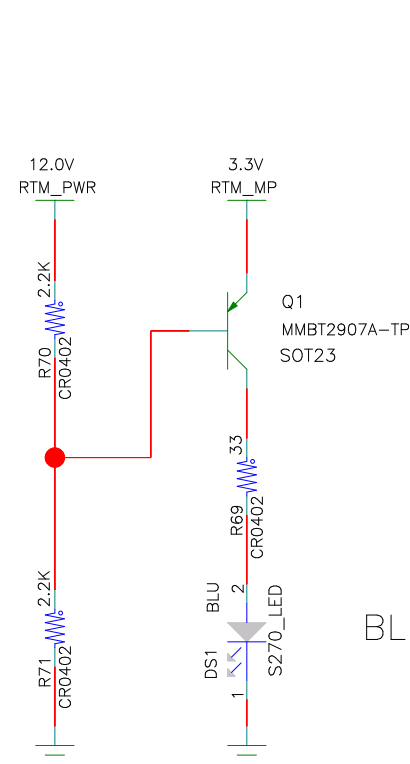 12.0V
RTM_PWR
3.3V
RTM_MP
2.2K
R70
CR0402
Q1
MMBT2907A-TP
SOT23
33
R69
CR0402
2.2K
R71
CR0402
BLU
2
DS1
S270_LED
1
BL